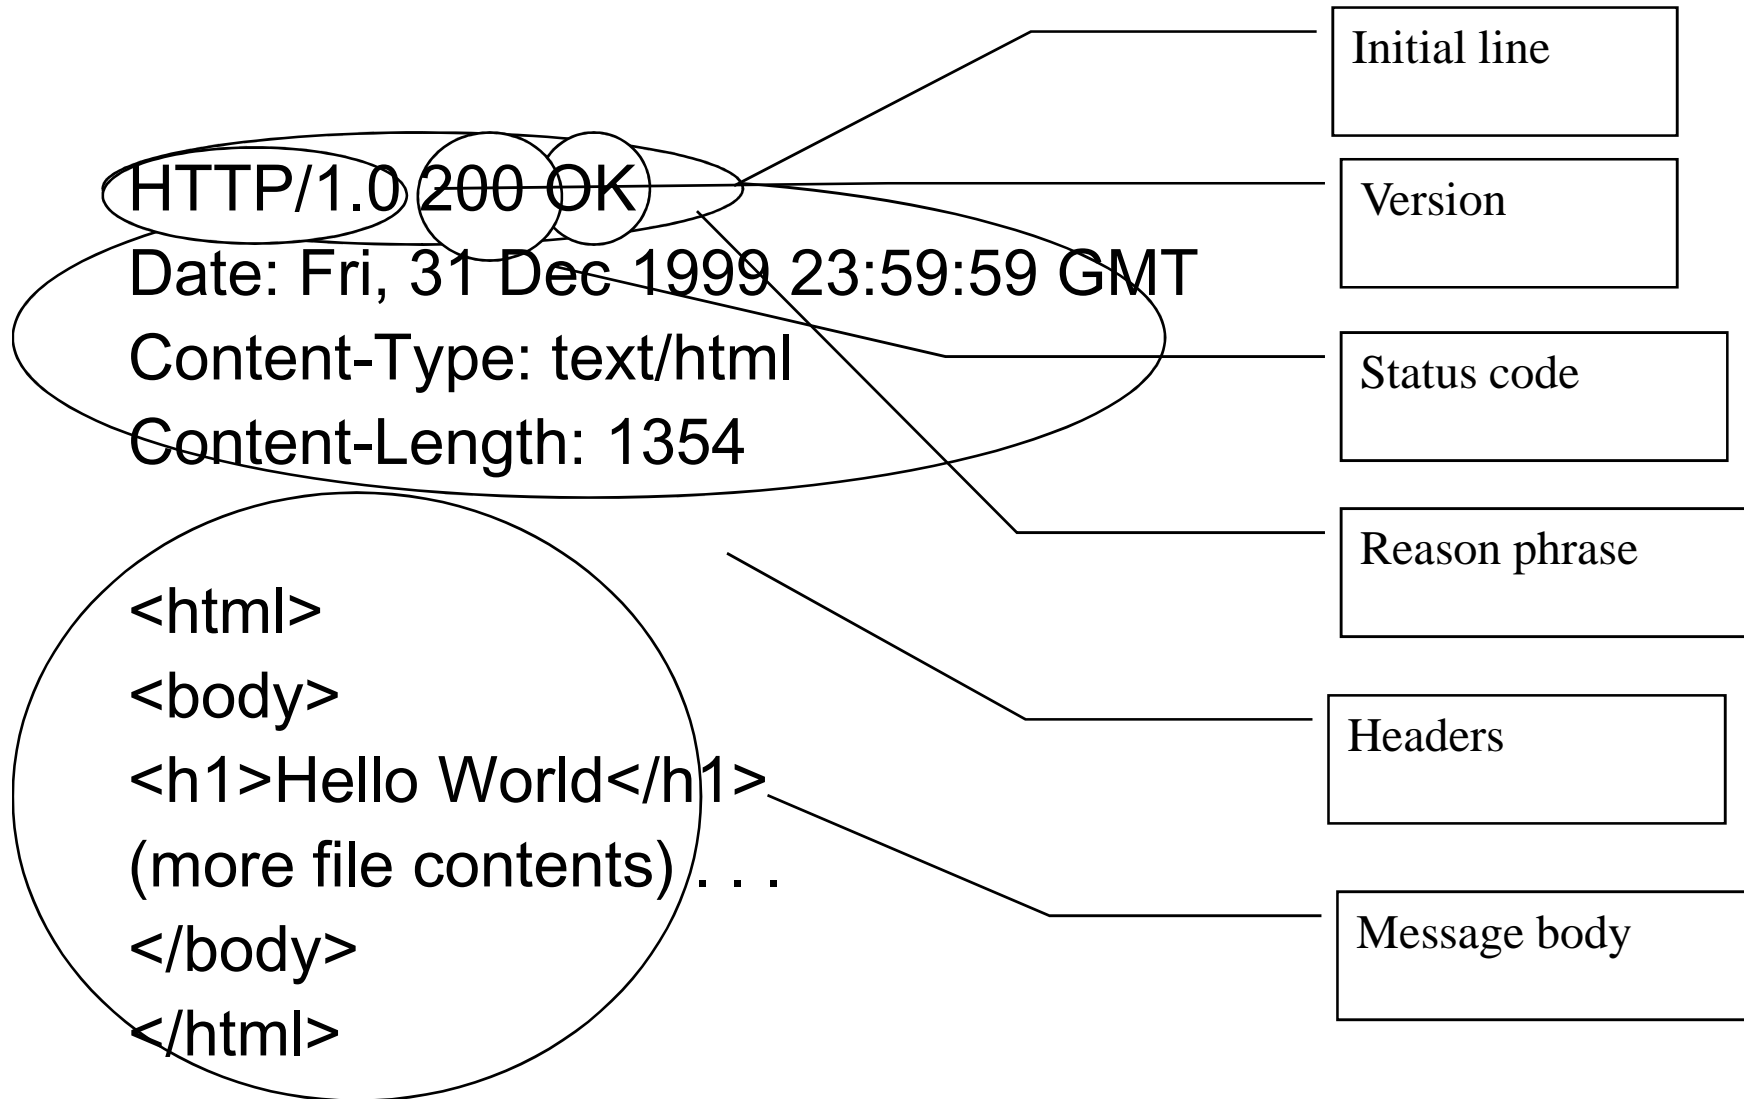 HTTP/1.0 200 OK
Date: Fri, 31 Dec 1999 23:59:59 GMT
Content-Type: text/html
Content-Length: 1354
<html>
<body>
<h1>Hello World</h1>
(more file contents) . . .
</body>
</html>
Initial line
Version
Status code
Reason phrase
Headers
Message body